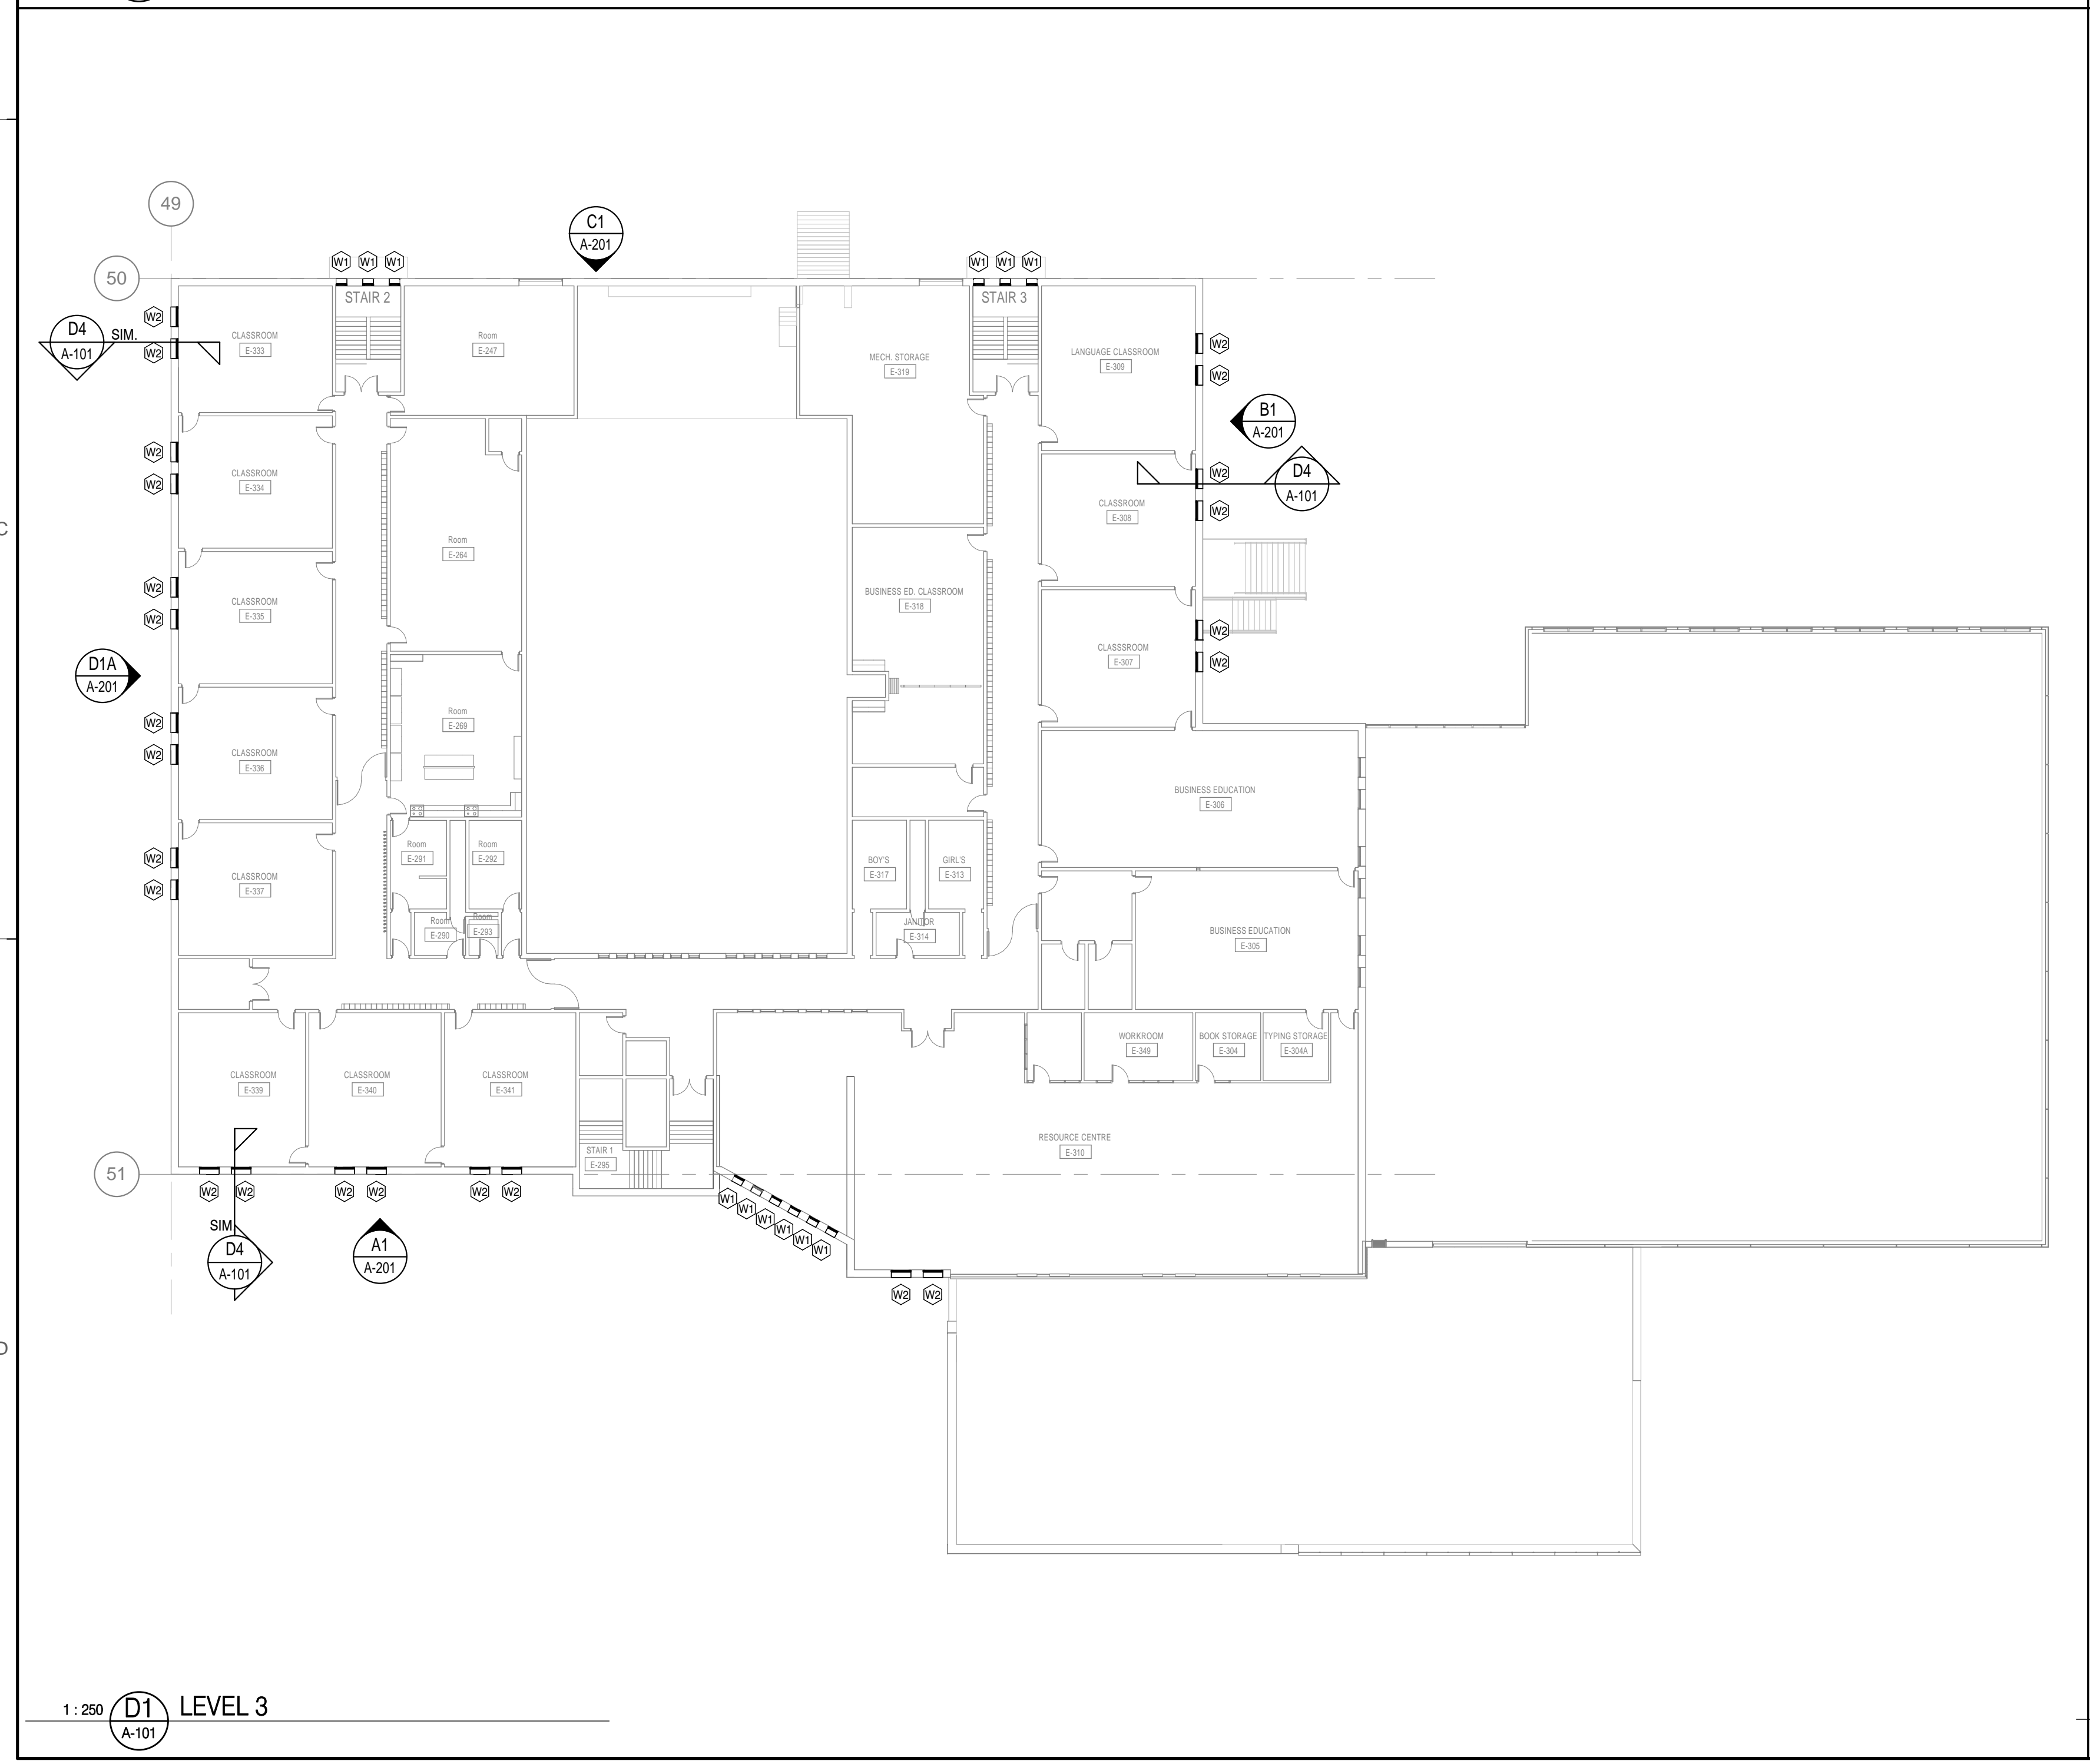 49
C1
A-201
50
W1 W1 W1
W1 W1 W1
STAIR 2
STAIR 3
W2
D4
A-101
SIM.
W2
CLASSROOM
E-333
Room
E-247
MECH. STORAGE
E-319
LANGUAGE CLASSROOM
E-309
W2
W2
B1
A-201
W2
W2
CLASSROOM
E-334
CLASSROOM
E-308
W2
W2
D4
A-101
C
Room
E-264
W2
W2
CLASSROOM
E-335
BUSINESS ED. CLASSROOM
E-318
CLASSSROOM
E-307
W2
W2
D1A
A-201
W2
W2
CLASSROOM
E-336
Room
E-269
BUSINESS EDUCATION
E-306
W2
W2
CLASSROOM
E-337
Room
E-291
Room
E-292
BOY'S
E-317
GIRL'S
E-313
Room
E-290
Room
E-293
JANITOR
E-314
BUSINESS EDUCATION
E-305
WORKROOM
E-349
BOOK STORAGE
E-304
TYPING STORAGE
E-304A
CLASSROOM
E-339
CLASSROOM
E-340
CLASSROOM
E-341
STAIR 1
E-295
RESOURCE CENTRE
E-310
51
W2 W2 W2 W2 W2 W2
W1
W1
W1
W1
W1
W1
SIM.
D4
A-101
A1
A-201
W2 W2
D
1 : 250
D1
A-101
LEVEL 3